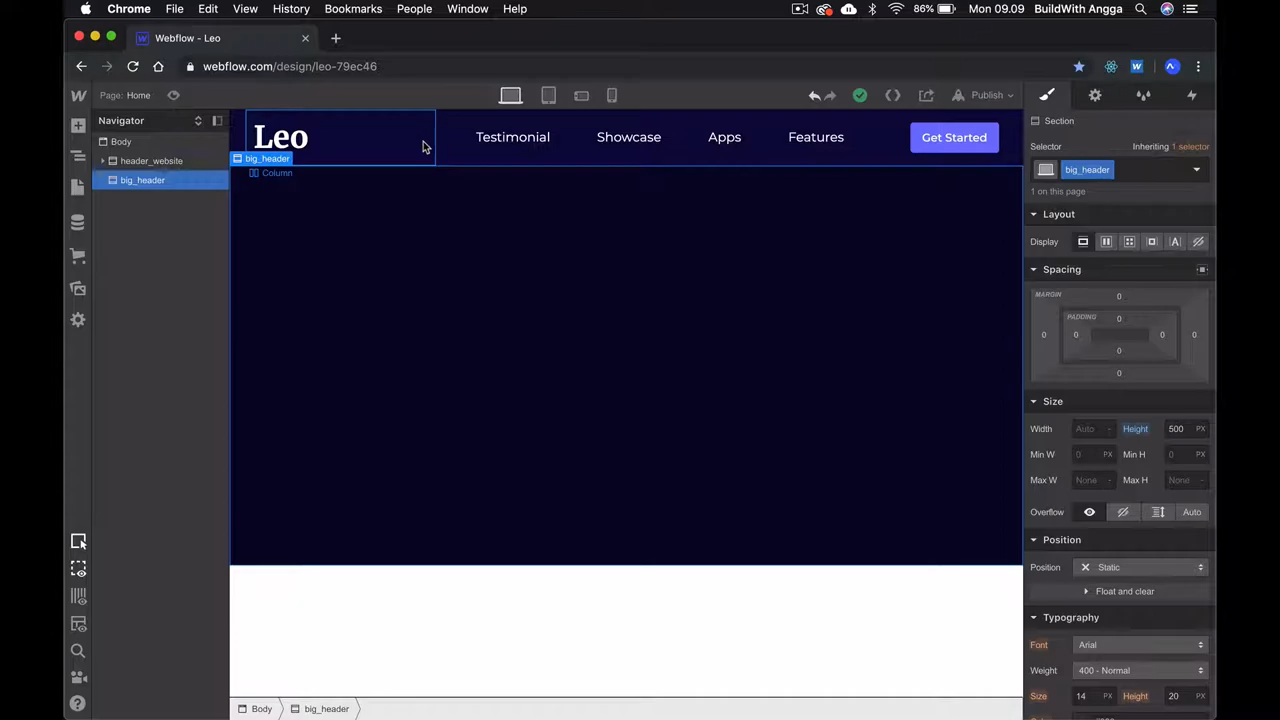 Chrome File Edit View History Bookmarks People Window Help 86% Mon 09.09 BuildWith Angga
Webflow - Leo
webflow.com/design/leo-79ec46
Page: Home Publish
Navigator
Body
header_website
big_header
Leo Testimonial Showcase Apps Features Get Started
big_header
Column
Section
Selector Inheriting 1 selector
big_header
1 on this page
Layout
Display
Spacing
MARGIN 0
PADDING 0
0 0 0 0
0
0
Size
Width Auto - Height 500 PX
Min W 0 PX Min H 0 PX
Max W None - Max H None -
Overflow Auto
Position
Position Static
Float and clear
Typography
Font Arial
Weight 400 - Normal
Size 14 PX Height 20 PX
Body big_header